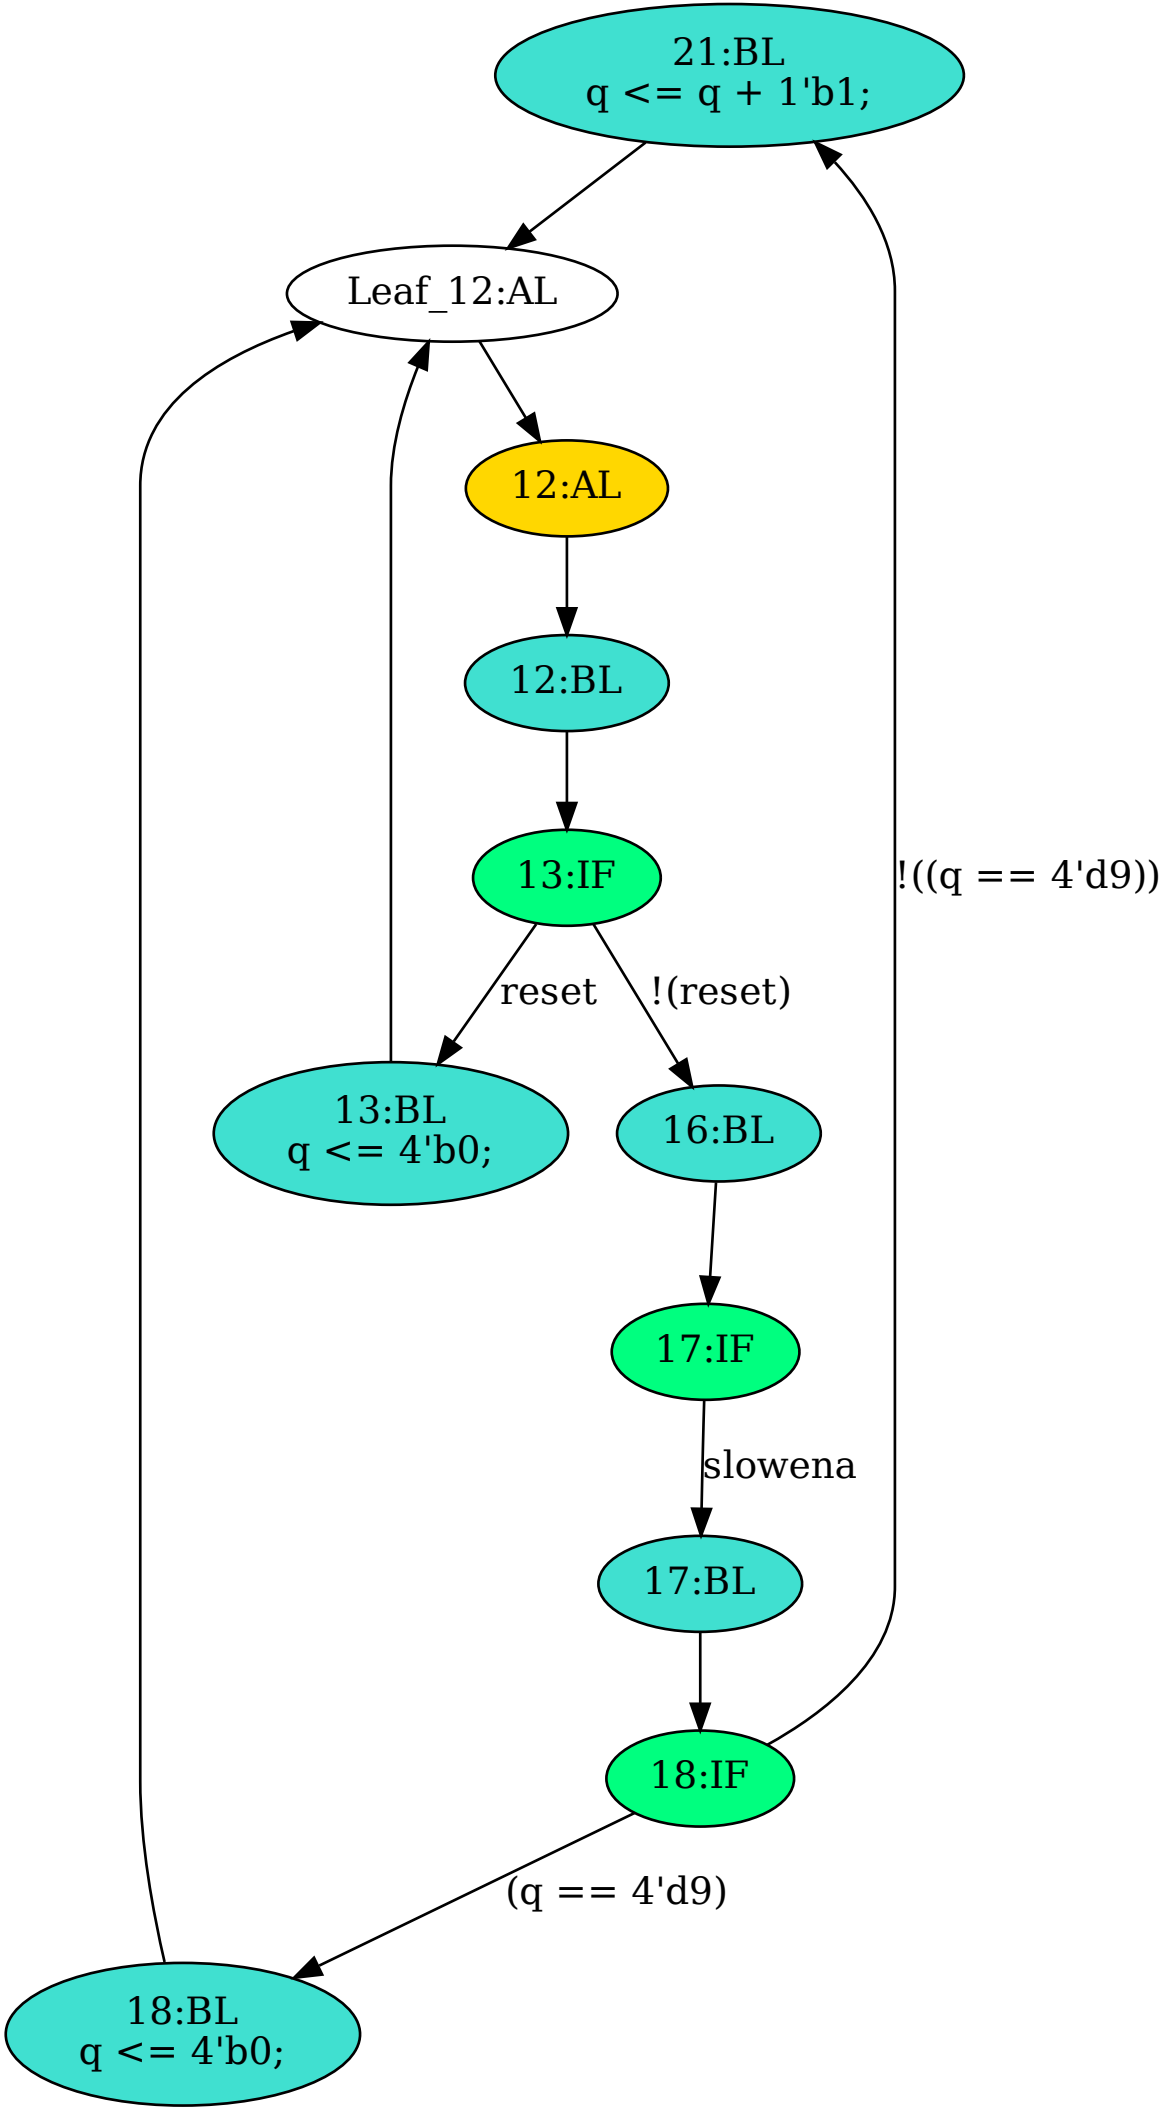 21:BL
q <= q + 1'b1;
Leaf_12:AL
12:AL
12:BL
13:IF
!((q == 4'd9))
reset
!(reset)
13:BL
q <= 4'b0;
16:BL
17:IF
slowena
17:BL
18:IF
(q == 4'd9)
18:BL
q <= 4'b0;